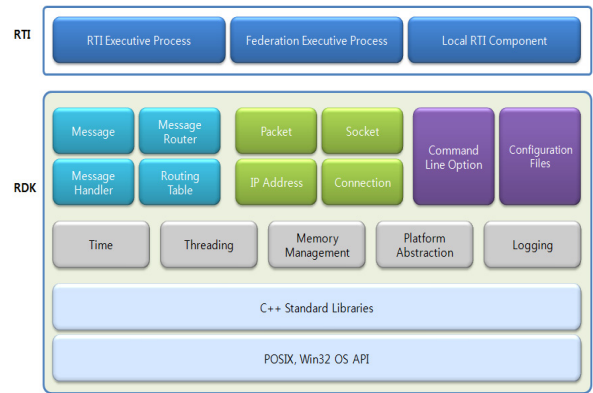 RTI
RTI Executive Process
Federation Executive Process
Local RTI Component
RDK
Message
Message
Router
Packet
Socket
Command
Line Option
Configuration
Files
Message
Handler
Routing
Table
IP Address
Connection
Time
Threading
Memory
Management
Platform
Abstraction
Logging
C++ Standard Libraries
POSIX, Win32 OS API